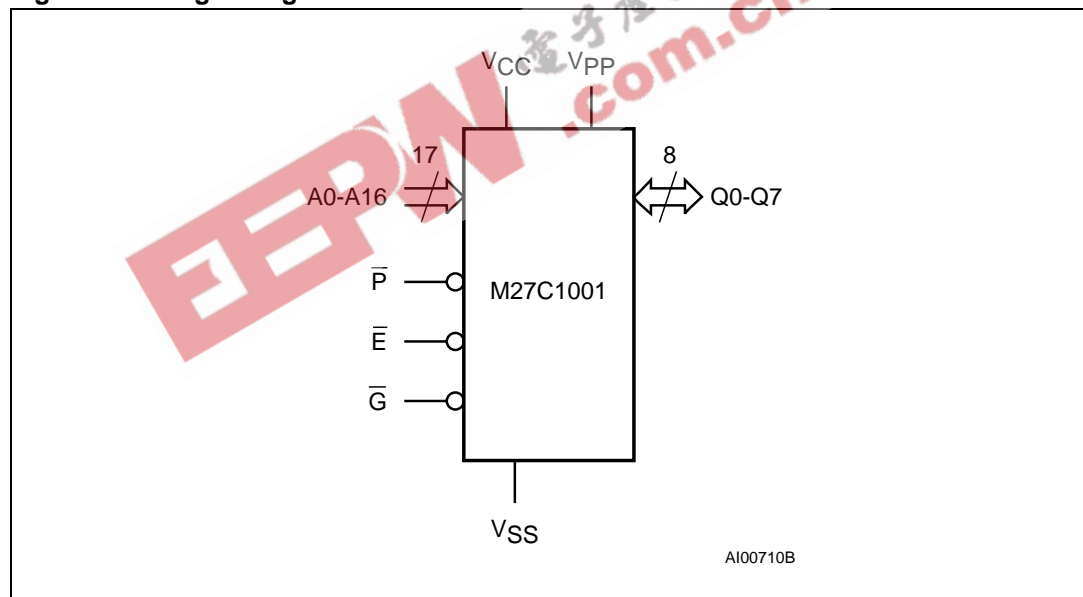 VCC VPP
17
8
A0-A16
Q0-Q7
P̅
M27C1001
E̅
G̅
VSS
AI00710B
EEPW
.com.cn